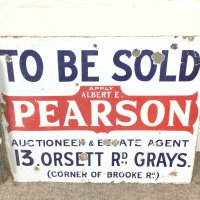 TO BE SOLD
APPLY
ALBERT E.
PEARSON
AUCTIONEER & ESTATE AGENT
13. ORSETT RD. GRAYS.
(CORNER OF BROOKE RD.)